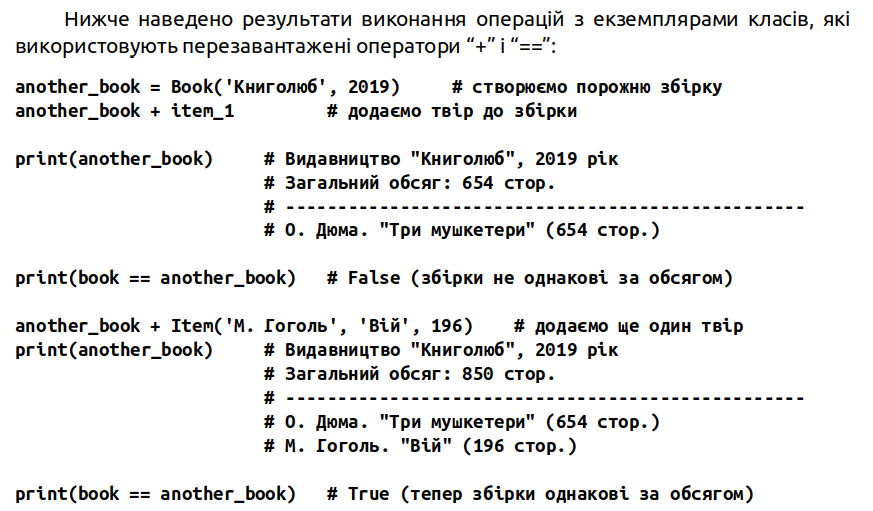 Нижче наведено результати виконання операцій з екземплярами класів, які
використовують перезавантажені оператори “+” і “==”:
another_book = Book('Книголюб', 2019)     # створюємо порожню збірку
another_book + item_1         # додаємо твір до збірки
print(another_book)     # Видавництво "Книголюб", 2019 рік
# Загальний обсяг: 654 стор.
# -------------------------------------------------
# О. Дюма. "Три мушкетери" (654 стор.)
print(book == another_book)   # False (збірки не однакові за обсягом)
another_book + Item('М. Гоголь', 'Вій', 196)    # додаємо ще один твір
print(another_book)     # Видавництво "Книголюб", 2019 рік
# Загальний обсяг: 850 стор.
# -------------------------------------------------
# О. Дюма. "Три мушкетери" (654 стор.)
# М. Гоголь. "Вій" (196 стор.)
print(book == another_book)   # True (тепер збірки однакові за обсягом)